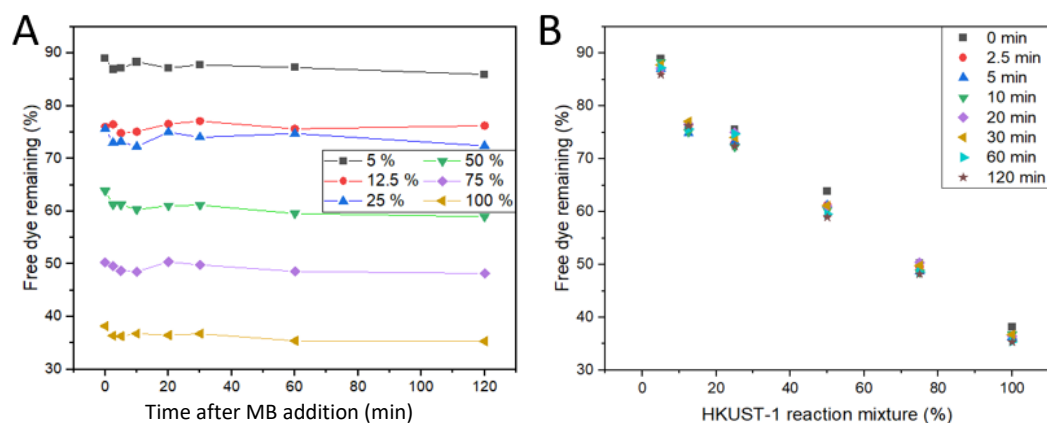 A
Free dye remaining (%)
90
80
70
60
50
40
30
5 %
50 %
12.5 %
75 %
25 %
100 %
0
20
40
60
80
100
120
Time after MB addition (min)
B
Free dye remaining (%)
90
80
70
60
50
40
30
0 min
2.5 min
5 min
10 min
20 min
30 min
60 min
120 min
0
20
40
60
80
100
HKUST-1 reaction mixture (%)